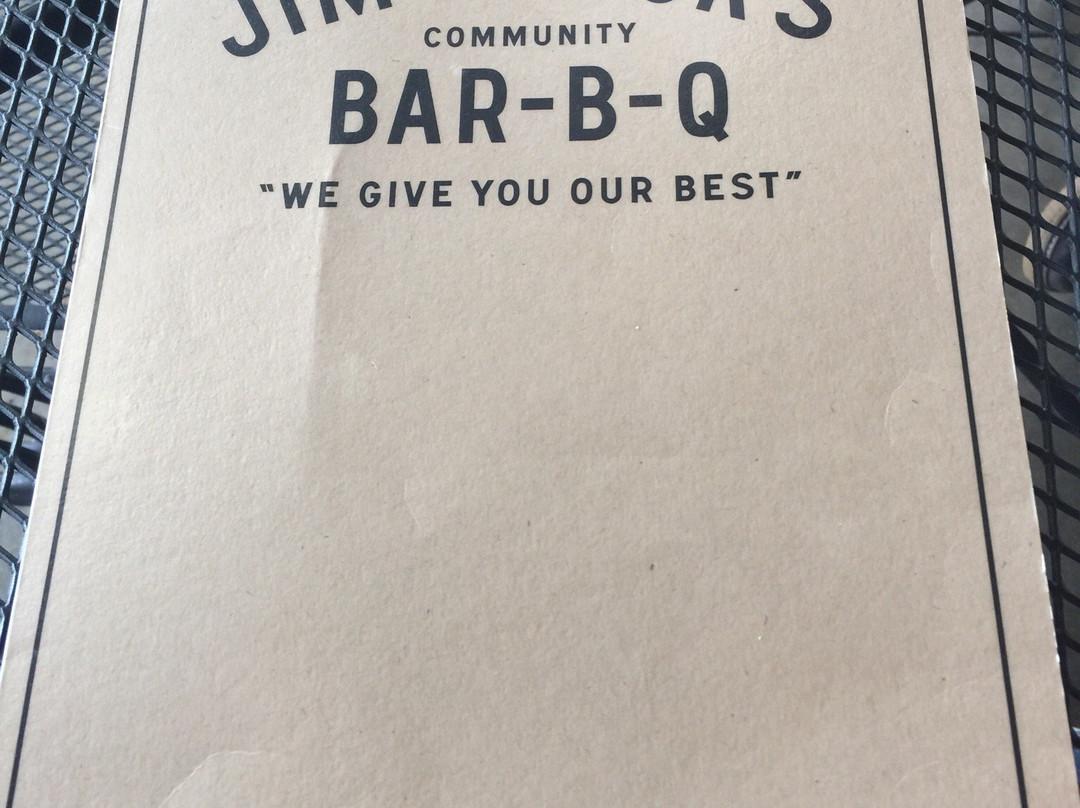 COMMUNITY
BAR-B-Q
“WE GIVE YOU OUR BEST”